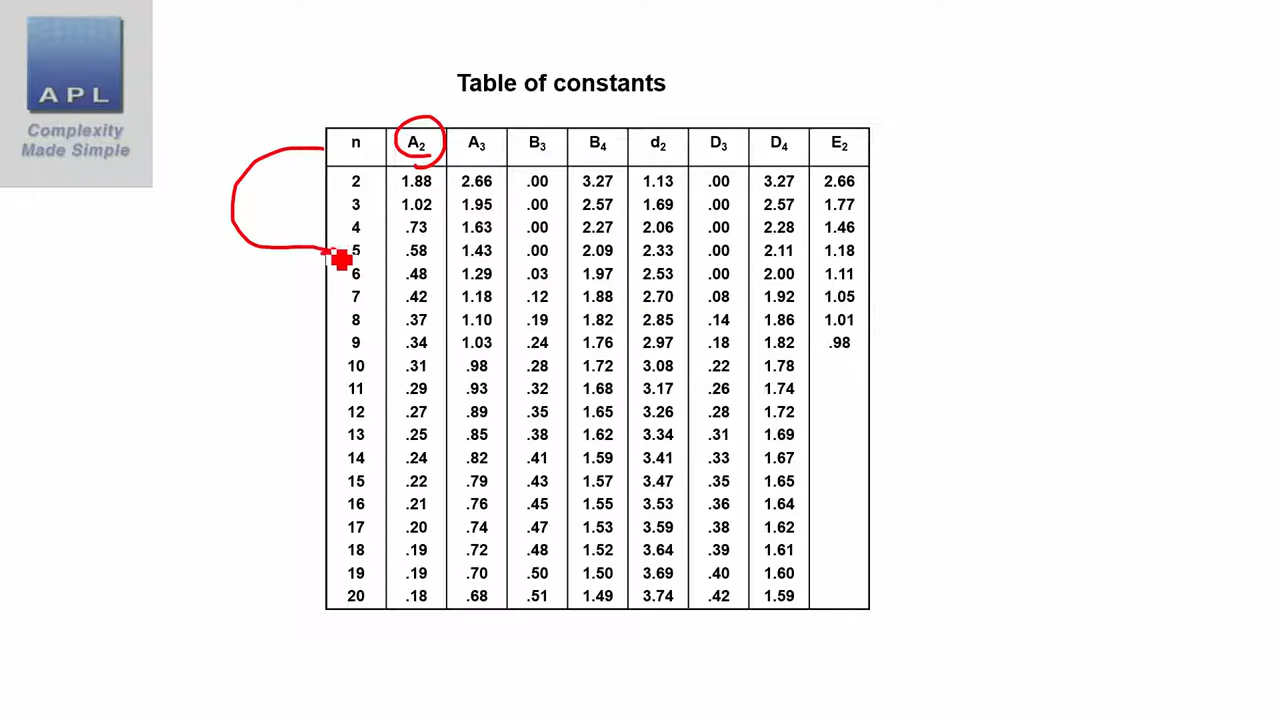 APL
Complexity
Made Simple
Table of constants
n A₂ A₃ B₃ B₄ d₂ D₃ D₄ E₂
2 1.88 2.66 .00 3.27 1.13 .00 3.27 2.66
3 1.02 1.95 .00 2.57 1.69 .00 2.57 1.77
4 .73 1.63 .00 2.27 2.06 .00 2.28 1.46
5 .58 1.43 .00 2.09 2.33 .00 2.11 1.18
6 .48 1.29 .03 1.97 2.53 .00 2.00 1.11
7 .42 1.18 .12 1.88 2.70 .08 1.92 1.05
8 .37 1.10 .19 1.82 2.85 .14 1.86 1.01
9 .34 1.03 .24 1.76 2.97 .18 1.82 .98
10 .31 .98 .28 1.72 3.08 .22 1.78
11 .29 .93 .32 1.68 3.17 .26 1.74
12 .27 .89 .35 1.65 3.26 .28 1.72
13 .25 .85 .38 1.62 3.34 .31 1.69
14 .24 .82 .41 1.59 3.41 .33 1.67
15 .22 .79 .43 1.57 3.47 .35 1.65
16 .21 .76 .45 1.55 3.53 .36 1.64
17 .20 .74 .47 1.53 3.59 .38 1.62
18 .19 .72 .48 1.52 3.64 .39 1.61
19 .19 .70 .50 1.50 3.69 .40 1.60
20 .18 .68 .51 1.49 3.74 .42 1.59